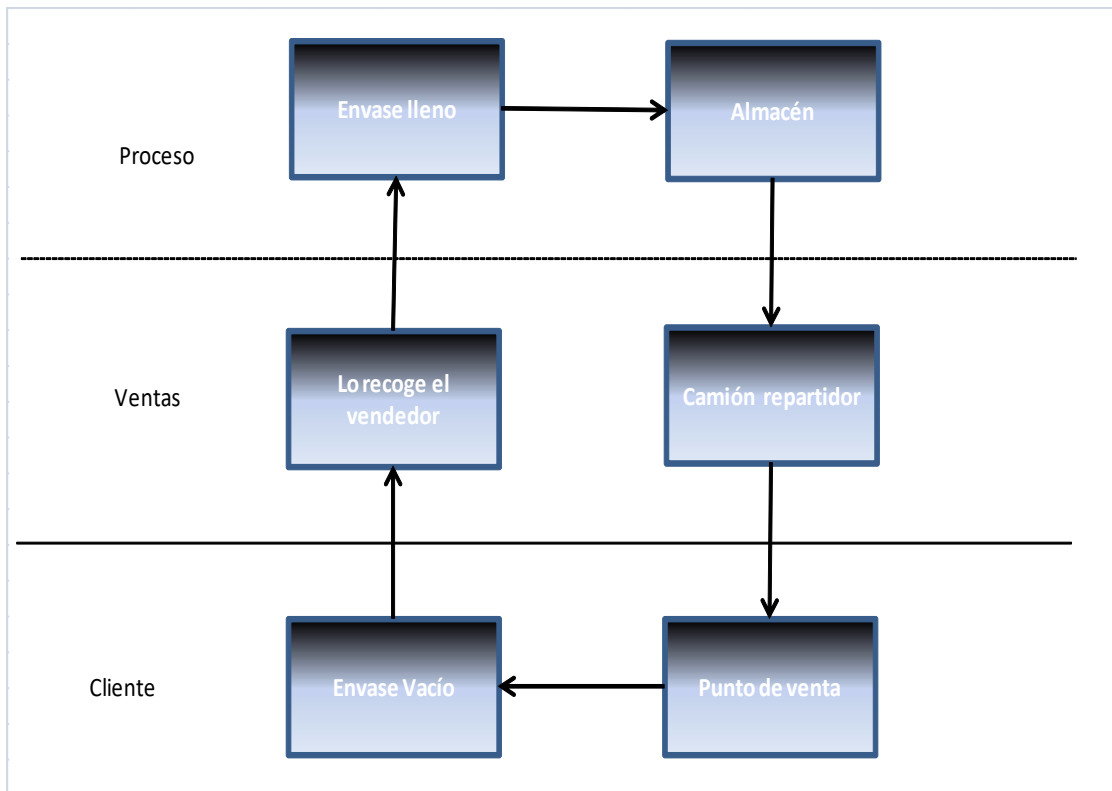 Envase lleno
Almacén
Proceso
Lo recoge el
vendedor
Camión repartidor
Ventas
Envase Vacío
Punto de venta
Cliente